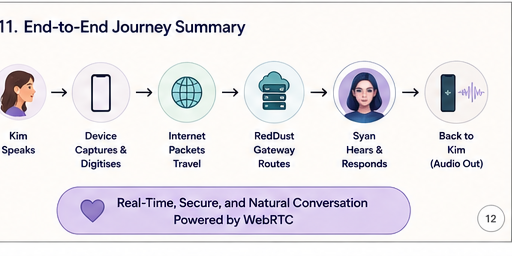 11. End-to-End Journey Summary
Kim
Speaks
Device
Captures &
Digitises
Internet
Packets
Travel
RedDust
Gateway
Routes
Syan
Hears &
Responds
Back to
Kim
(Audio Out)
Real-Time, Secure, and Natural Conversation
Powered by WebRTC
12